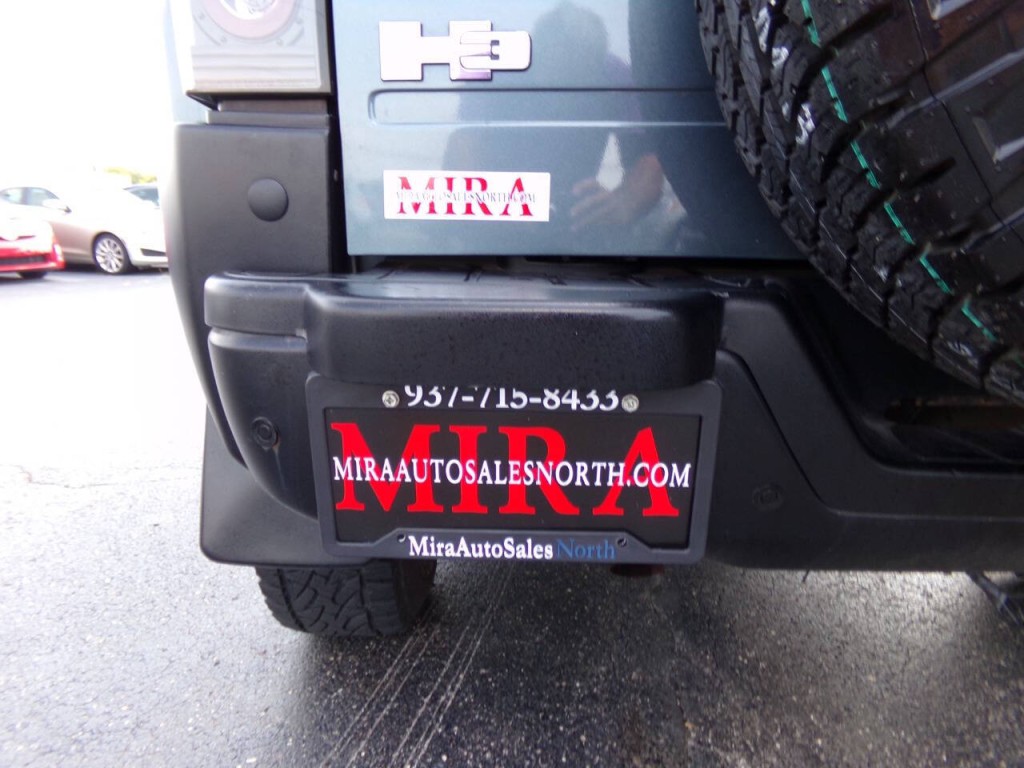 H3
MIRA
MIRAAUTOSALESNORTH.COM
937-715-8433
MIRA
MIRAAUTOSALESNORTH.COM
MiraAutoSales North